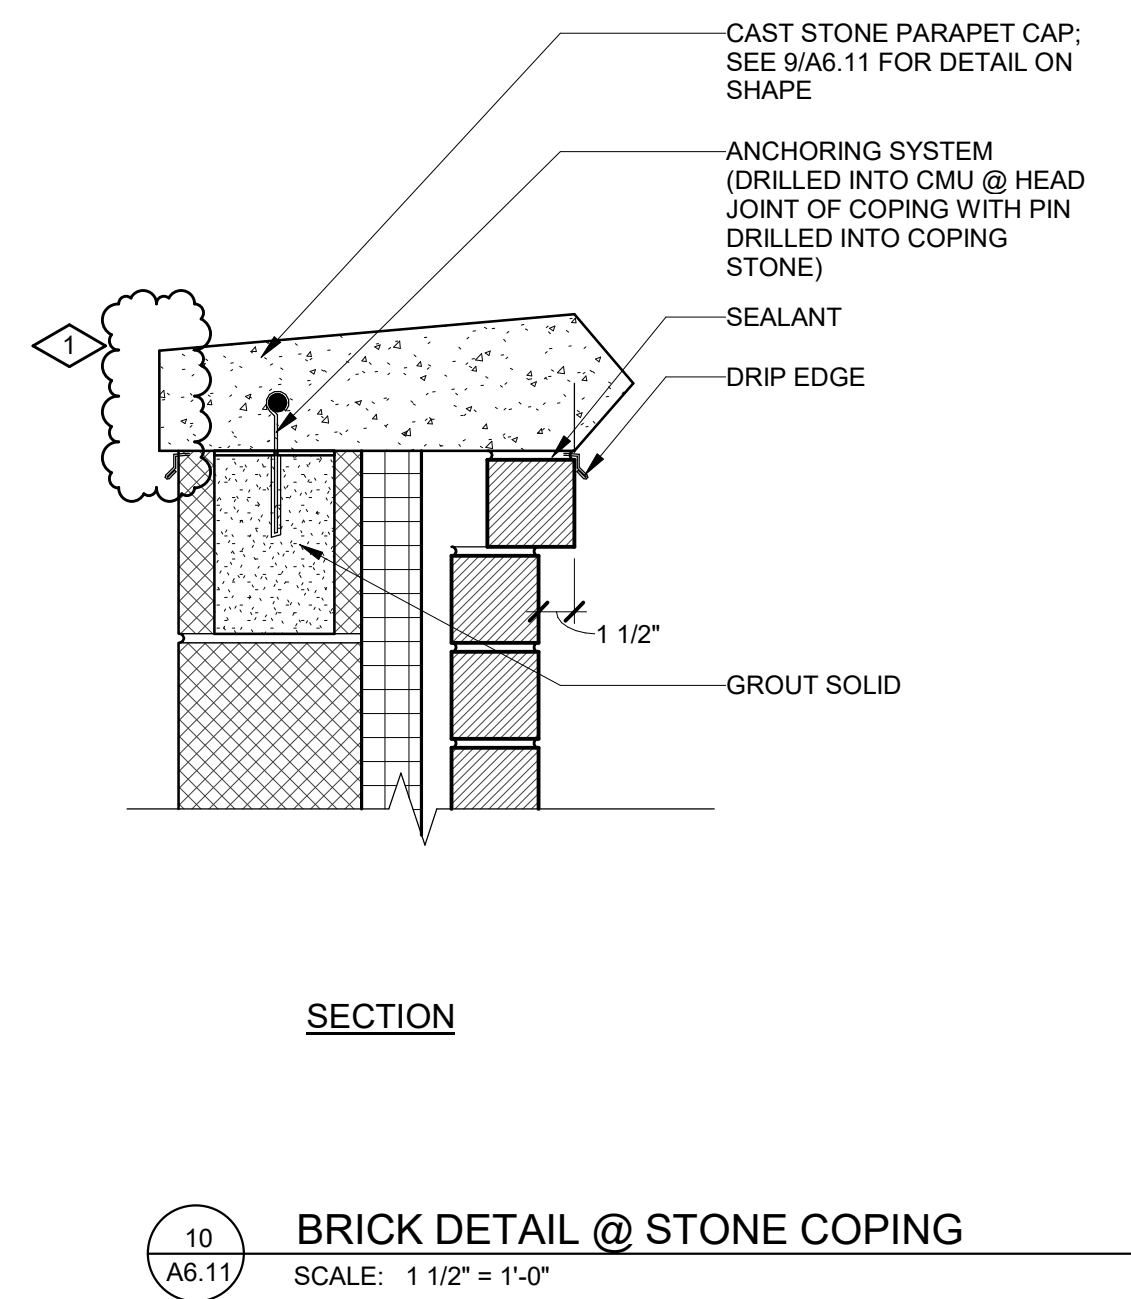 CAST STONE PARAPET CAP;
SEE 9/A6.11 FOR DETAIL ON
SHAPE
ANCHORING SYSTEM
(DRILLED INTO CMU @ HEAD
JOINT OF COPING WITH PIN
DRILLED INTO COPING
STONE)
SEALANT
1
DRIP EDGE
1 1/2"
GROUT SOLID
SECTION
10
A6.11
BRICK DETAIL @ STONE COPING
SCALE: 1 1/2" = 1'-0"